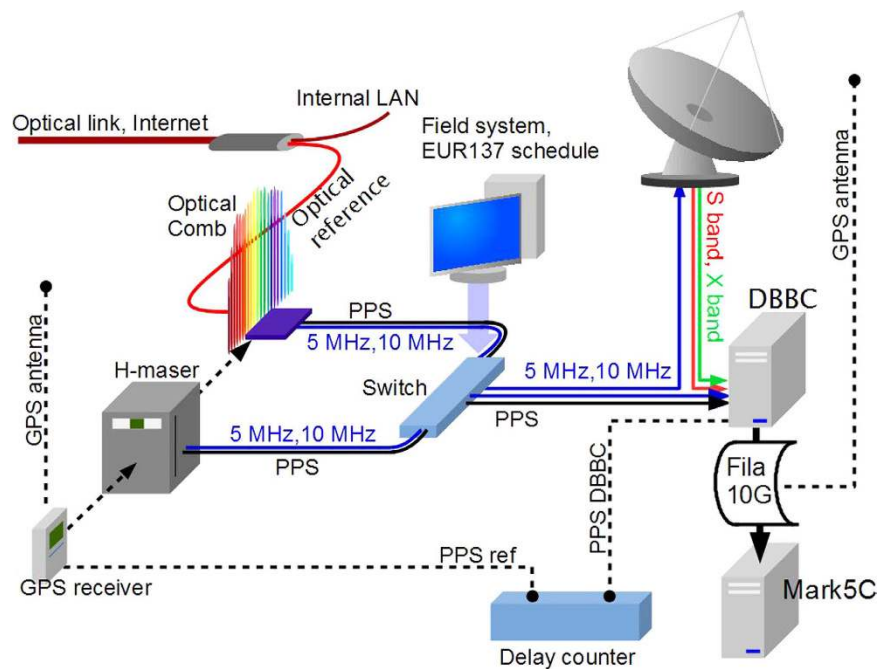 Internal LAN
Optical link, Internet
Field system,
EUR137 schedule
Optical
Comb
Optical
reference
S band, X band
GPS antenna
DBBC
PPS
5 MHz,10 MHz
H-maser
GPS antenna
Switch
5 MHz,10 MHz
PPS
5 MHz,10 MHz
PPS
Fila
10G
PPS DBBC
PPS ref
GPS receiver
Mark5C
Delay counter